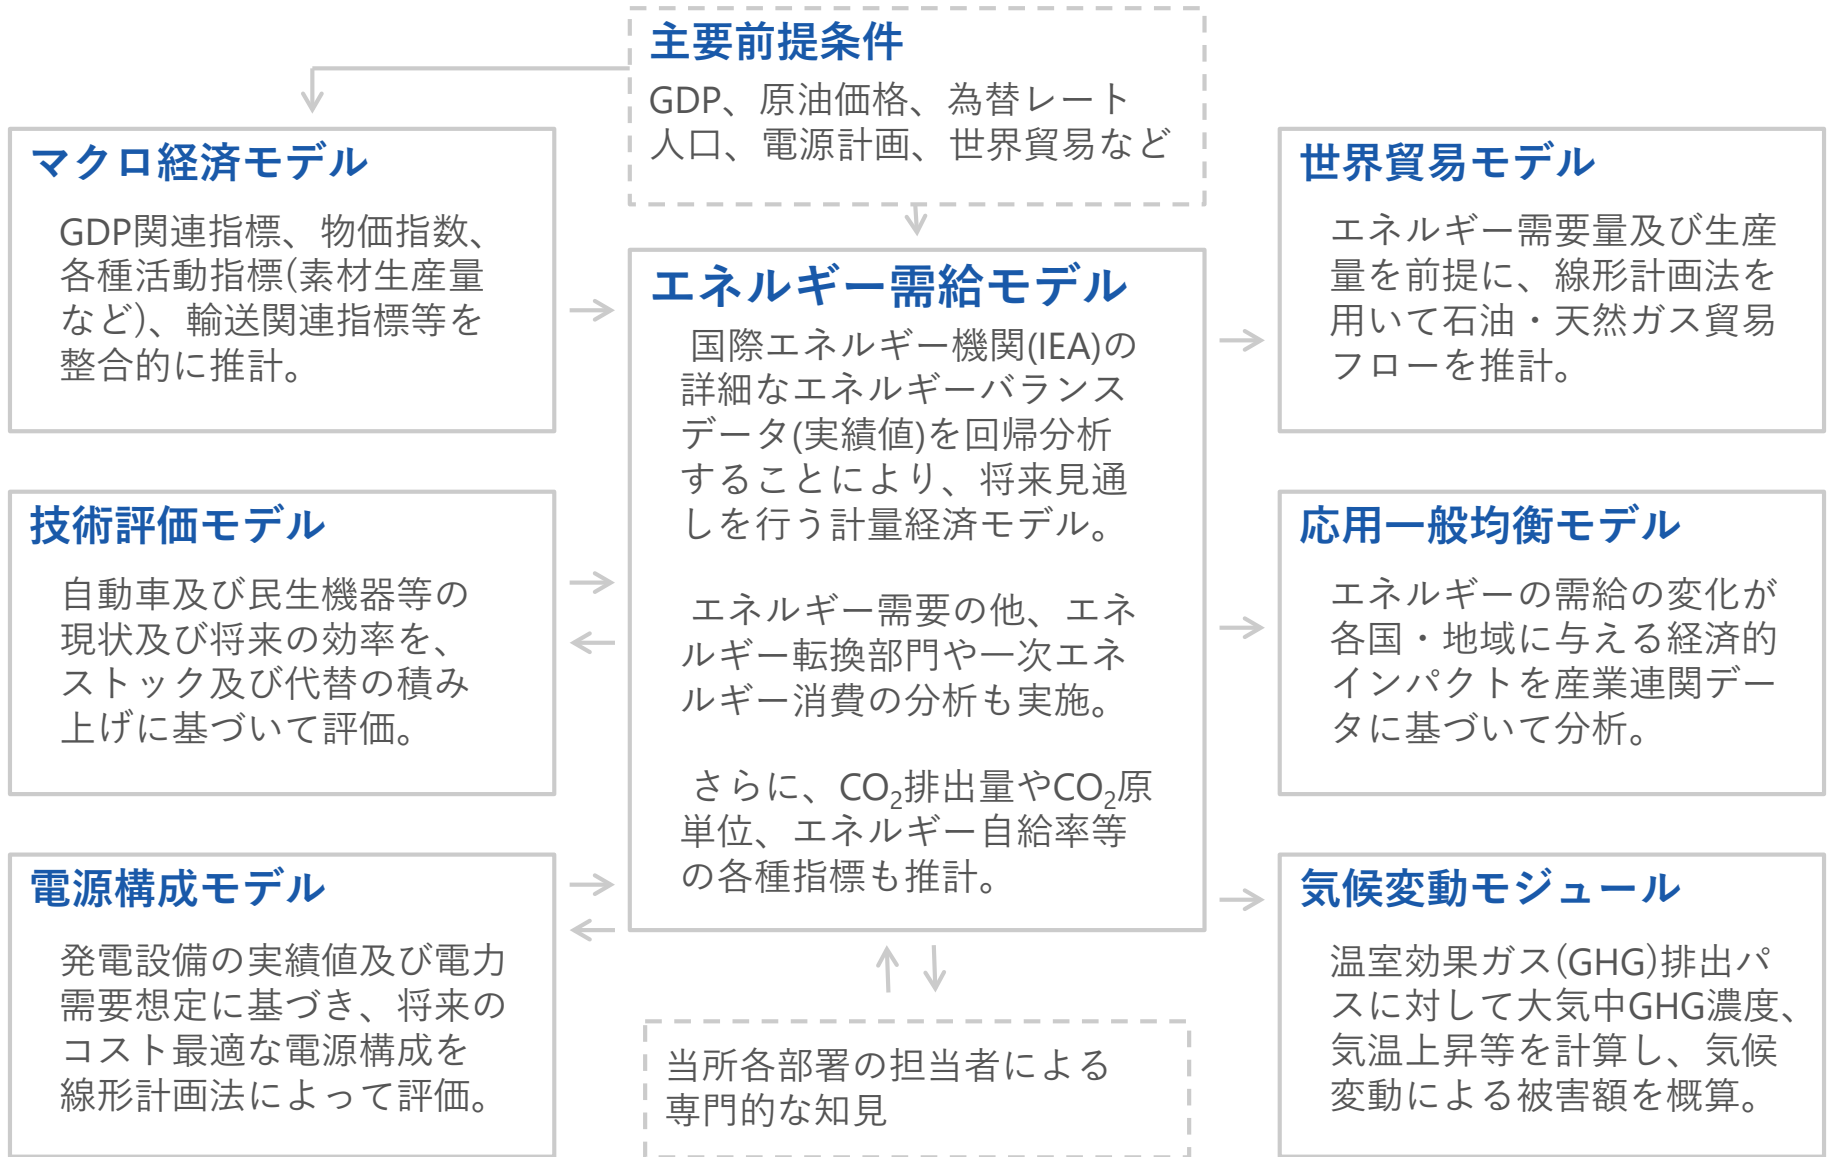 主要前提条件
GDP、原油価格、為替レート
人口、電源計画、世界貿易など
マクロ経済モデル
GDP関連指標、物価指数、
各種活動指標(素材生産量
など)、輸送関連指標等を
整合的に推計。
技術評価モデル
自動車及び民生機器等の
現状及び将来の効率を、
ストック及び代替の積み
上げに基づいて評価。
電源構成モデル
発電設備の実績値及び電力
需要想定に基づき、将来の
コスト最適な電源構成を
線形計画法によって評価。
エネルギー需給モデル
国際エネルギー機関(IEA)の
詳細なエネルギーバランス
データ(実績値)を回帰分析
することにより、将来見通
しを行う計量経済モデル。
エネルギー需要の他、エネ
ルギー転換部門や一次エネ
ルギー消費の分析も実施。
さらに、CO₂排出量やCO₂原
単位、エネルギー自給率等
の各種指標も推計。
当所各部署の担当者による
専門的な知見
世界貿易モデル
エネルギー需要量及び生産
量を前提に、線形計画法を
用いて石油・天然ガス貿易
フローを推計。
応用一般均衡モデル
エネルギーの需給の変化が
各国・地域に与える経済的
インパクトを産業連関デー
タに基づいて分析。
気候変動モジュール
温室効果ガス(GHG)排出パ
スに対して大気中GHG濃度、
気温上昇等を計算し、気候
変動による被害額を概算。